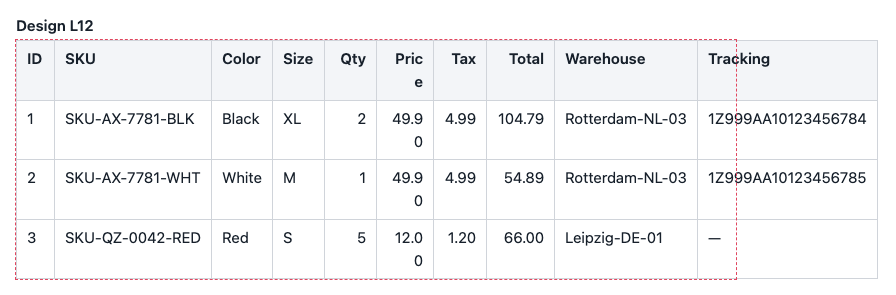 Design L12
ID SKU Color Size Qty Pric Tax Total Warehouse Tracking
e
1 SKU-AX-7781-BLK Black XL 2 49.9 4.99 104.79 Rotterdam-NL-03 1Z999AA10123456784
0
2 SKU-AX-7781-WHT White M 1 49.9 4.99 54.89 Rotterdam-NL-03 1Z999AA10123456785
0
3 SKU-QZ-0042-RED Red S 5 12.0 1.20 66.00 Leipzig-DE-01 —
0